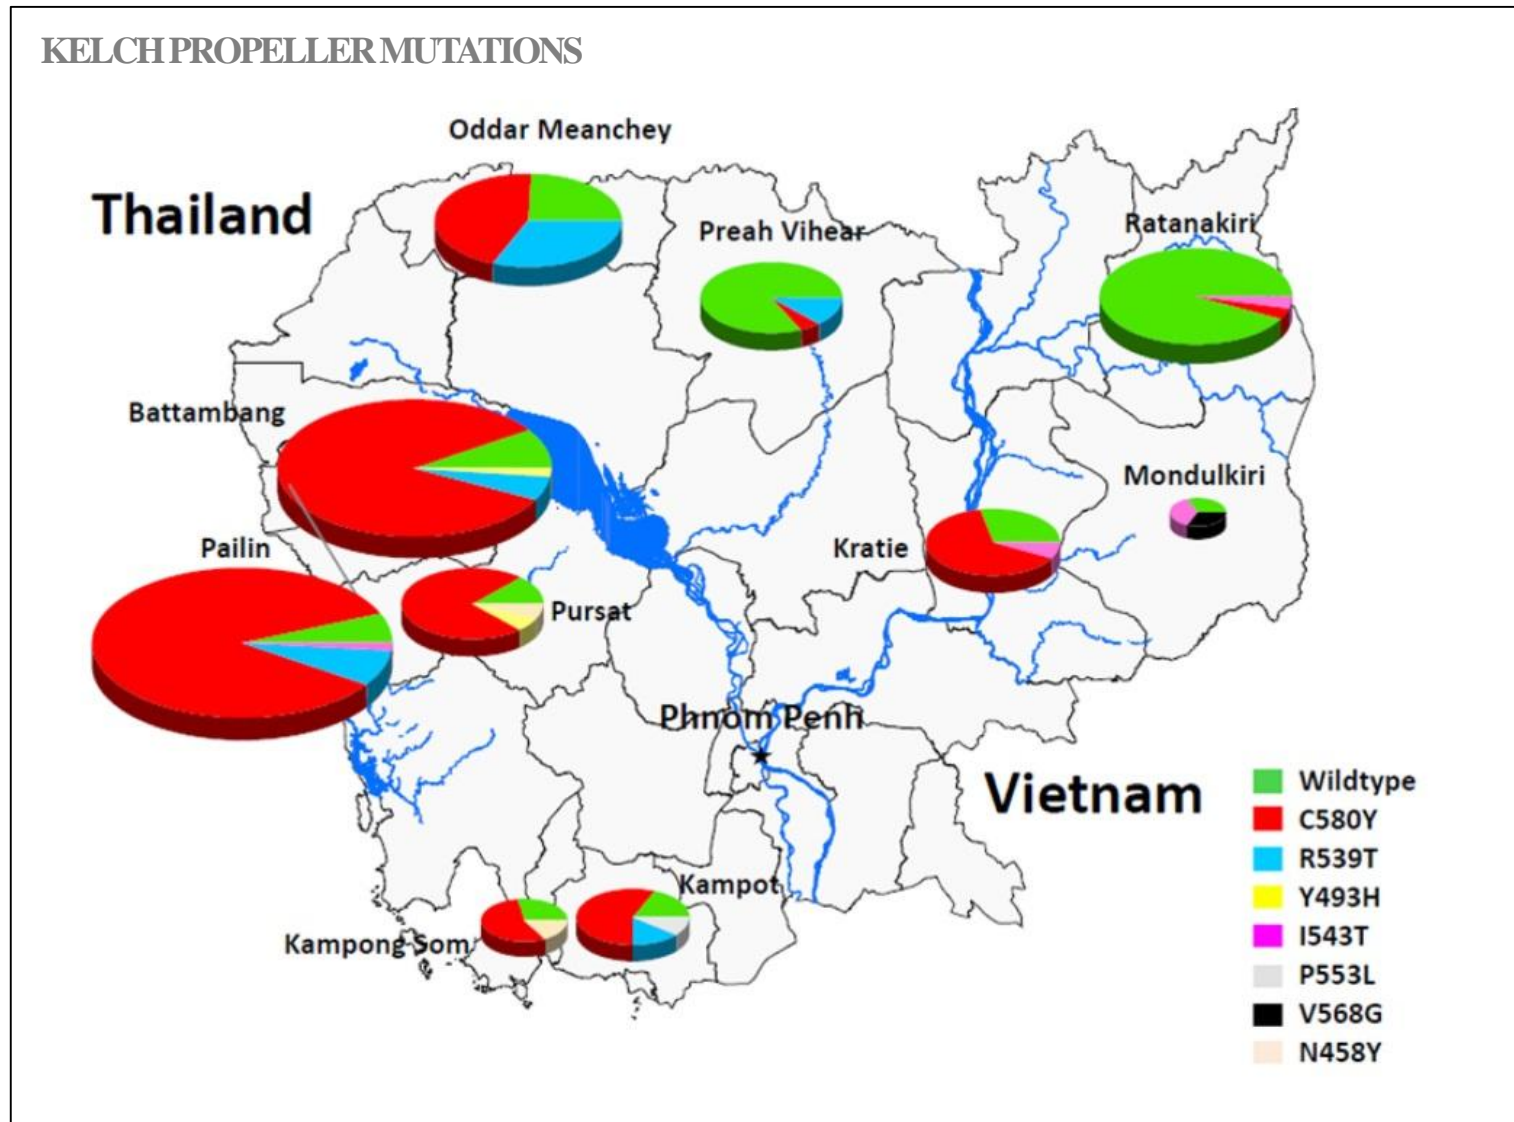 KELCH PROPELLER MUTATIONS
Oddar Meanchey
Thailand
Preah Vihear
Ratanakiri
Battambang
Mondulkiri
Pailin
Kratie
Pursat
Phnom Penh
Vietnam
Kampot
Kampong Som
Wildtype
C580Y
R539T
Y493H
I543T
P553L
V568G
N458Y